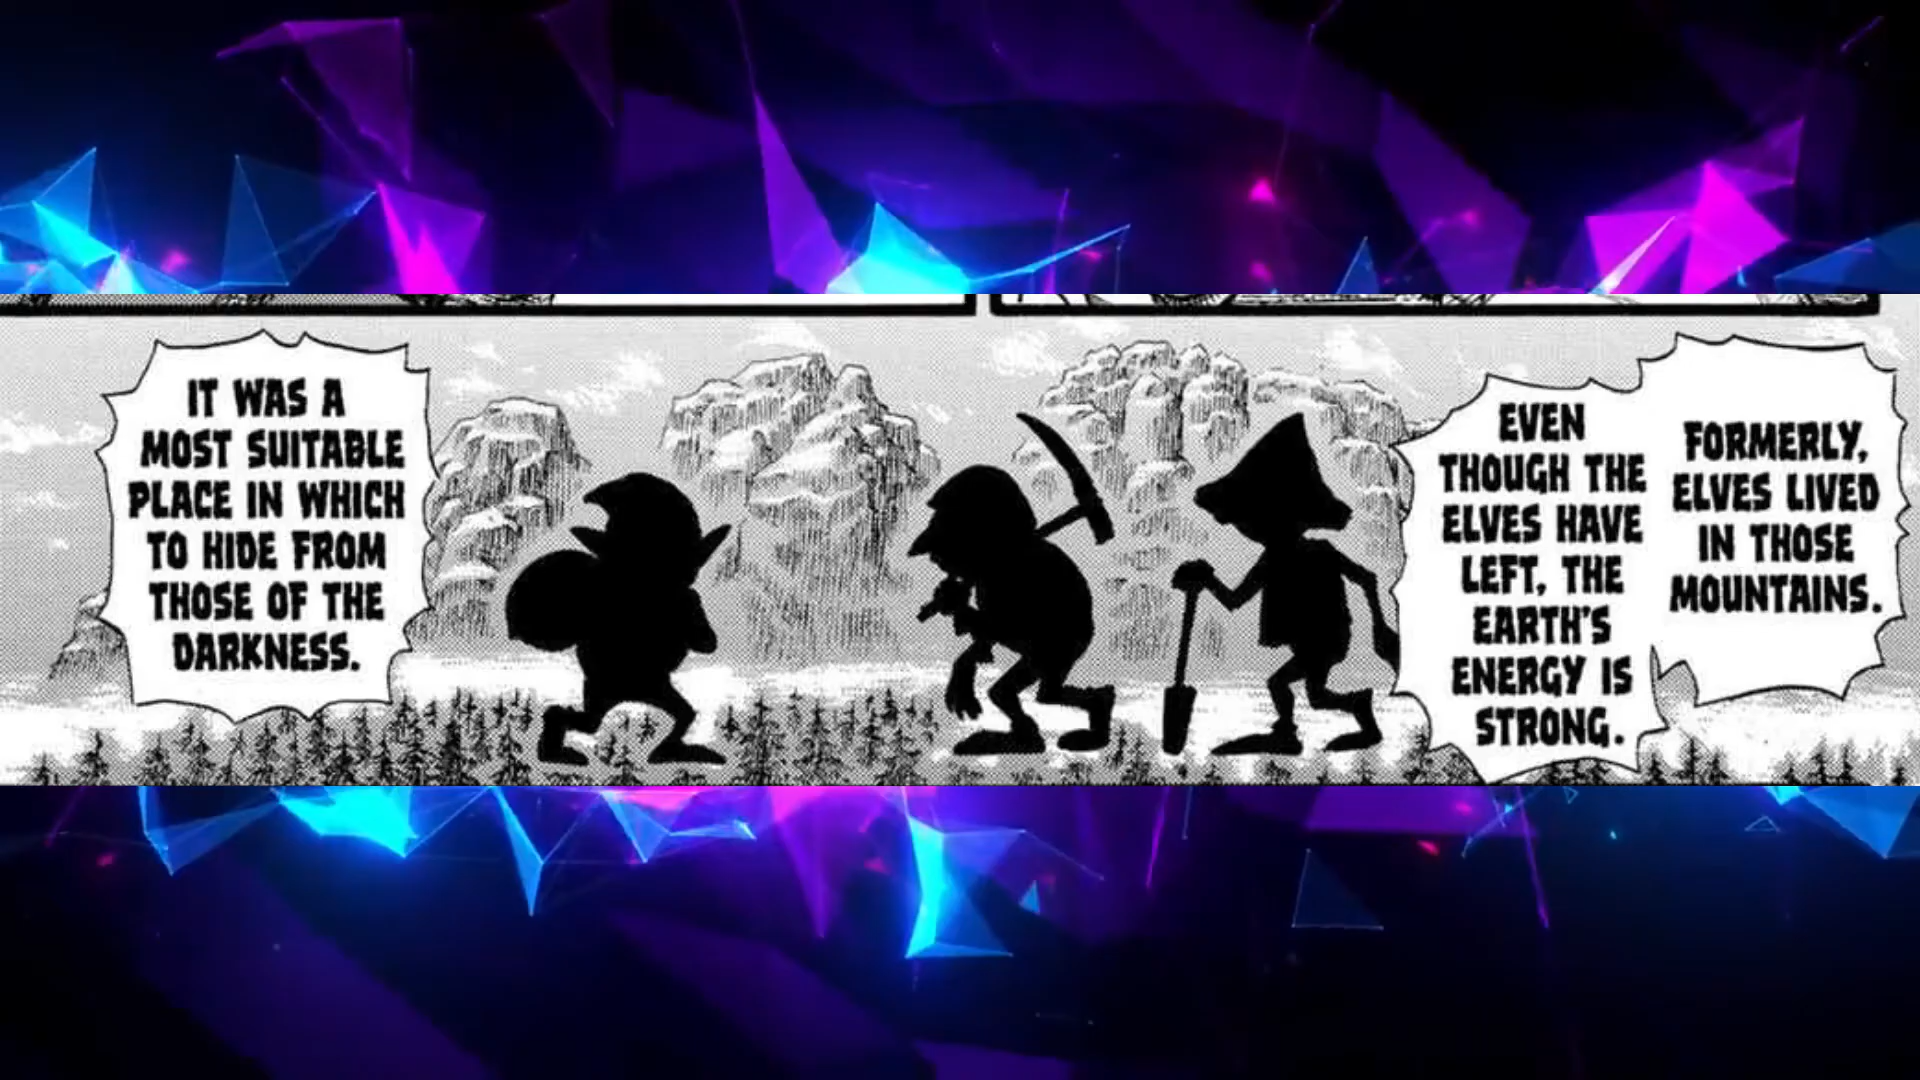 FORMERLY,
ELVES LIVED
IN THOSE
MOUNTAINS.
EVEN
THOUGH THE
ELVES HAVE
LEFT, THE
EARTH'S
ENERGY IS
STRONG.
IT WAS A
MOST SUITABLE
PLACE IN WHICH
TO HIDE FROM
THOSE OF THE
DARKNESS.